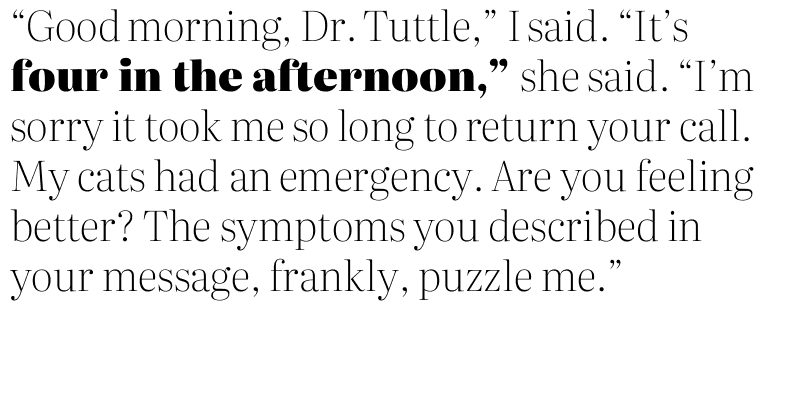 “Good morning, Dr. Tuttle,” I said. “It’s
four in the afternoon,” she said. “I’m
sorry it took me so long to return your call.
My cats had an emergency. Are you feeling
better? The symptoms you described in
your message, frankly, puzzle me.”